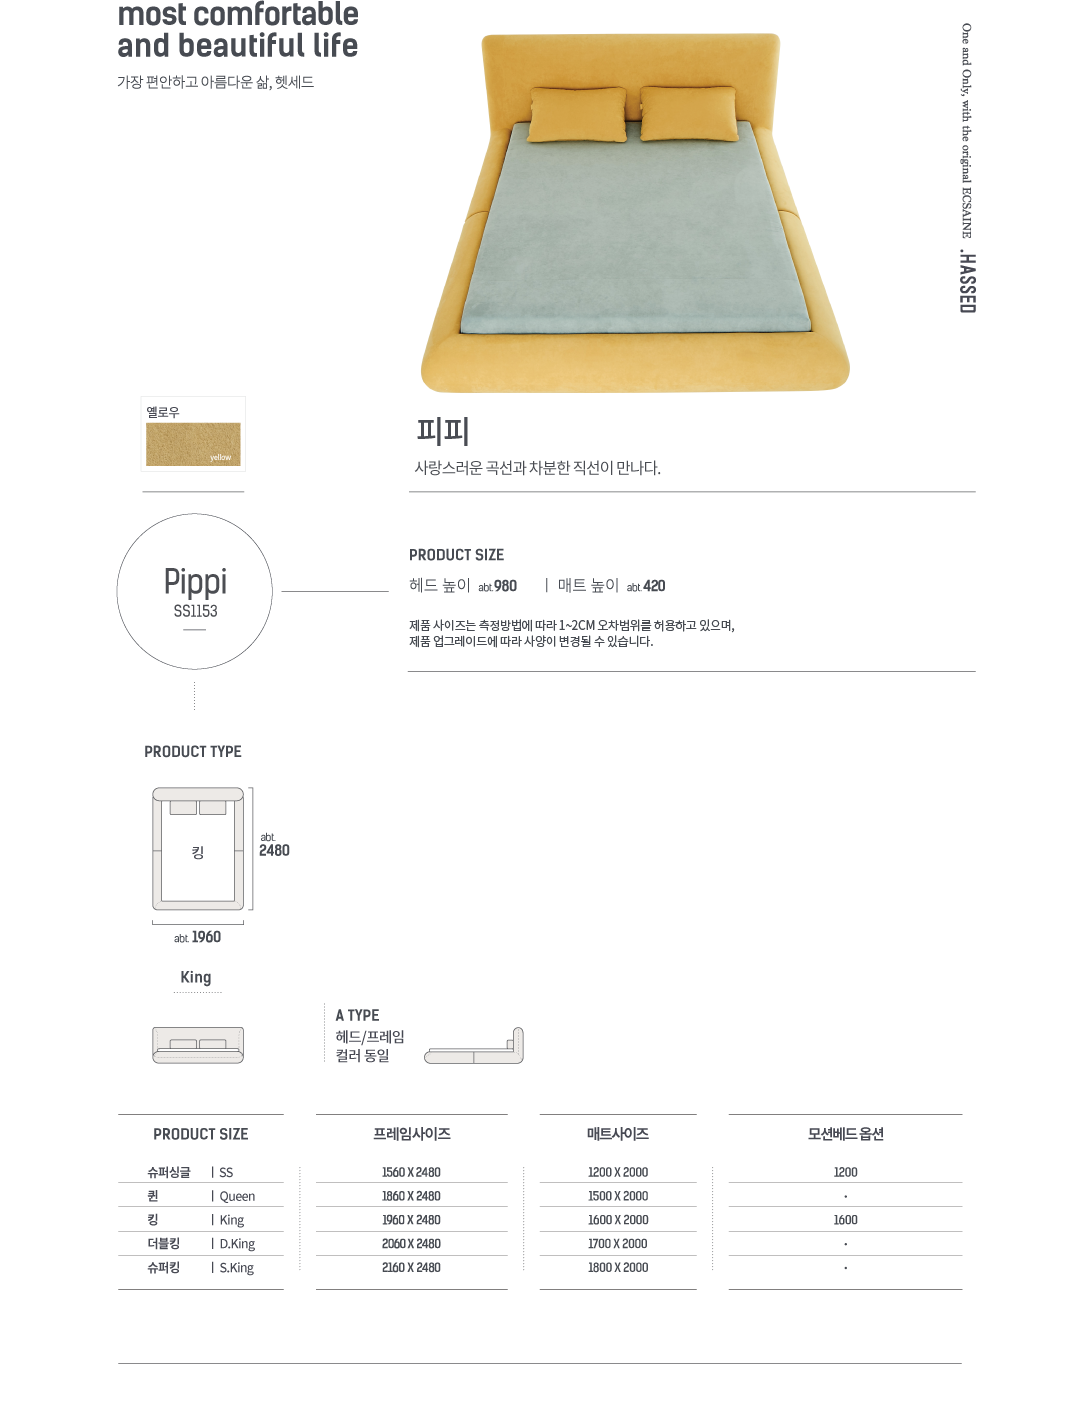 most comfortable
and beautiful life
가장 편안하고 아름다운 삶, 헷세드
One and Only, with the original ECSAINE .HASSED
옐로우
yellow
피피
사랑스러운 곡선과 차분한 직선이 만나다.
Pippi
SS1153
PRODUCT SIZE
헤드 높이 abt.980 | 매트 높이 abt.420
제품 사이즈는 측정방법에 따라 1~2CM 오차범위를 허용하고 있으며,
제품 업그레이드에 따라 사양이 변경될 수 있습니다.
PRODUCT TYPE
킹
abt.
2480
abt. 1960
King
A TYPE
헤드/프레임
컬러 동일
PRODUCT SIZE 프레임사이즈 매트사이즈 모션베드 옵션
슈퍼싱글 | SS 1560 X 2480 1200 X 2000 1200
퀸 | Queen 1860 X 2480 1500 X 2000 -
킹 | King 1960 X 2480 1600 X 2000 1600
더블킹 | D.King 2060 X 2480 1700 X 2000 -
슈퍼킹 | S.King 2160 X 2480 1800 X 2000 -